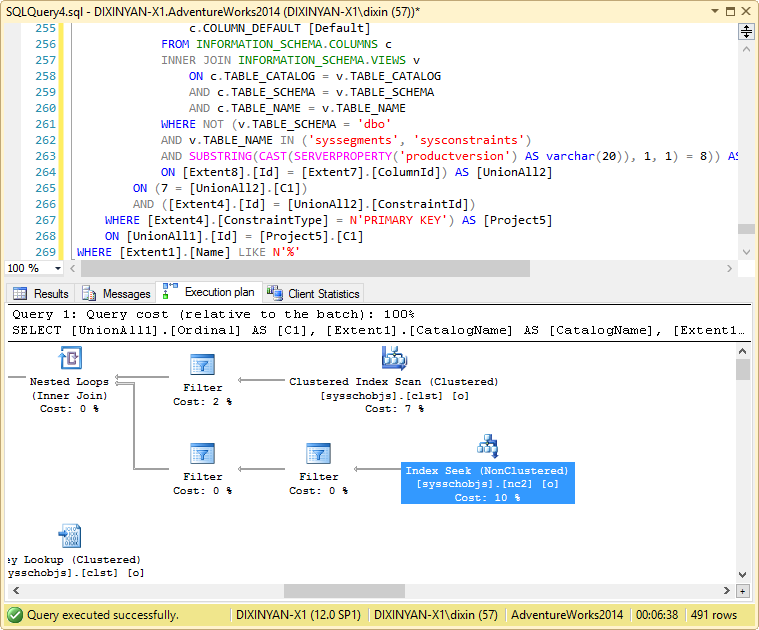 SQLQuery4.sql - DIXINYAN-X1.AdventureWorks2014 (DIXINYAN-X1\dixin (57))*
255 c.COLUMN_DEFAULT [Default]
256 FROM INFORMATION_SCHEMA.COLUMNS c
257 INNER JOIN INFORMATION_SCHEMA.VIEWS v
258 ON c.TABLE_CATALOG = v.TABLE_CATALOG
259 AND c.TABLE_SCHEMA = v.TABLE_SCHEMA
260 AND c.TABLE_NAME = v.TABLE_NAME
261 WHERE NOT (v.TABLE_SCHEMA = 'dbo'
262 AND v.TABLE_NAME IN ('syssegments', 'sysconstraints')
263 AND SUBSTRING(CAST(SERVERPROPERTY('productversion') AS varchar(20)), 1, 1) = 8)) AS
264 ON [Extent8].[Id] = [Extent7].[ColumnId]) AS [UnionAll2]
265 ON (7 = [UnionAll2].[C1])
266 AND ([Extent4].[Id] = [UnionAll2].[ConstraintId])
267 WHERE [Extent4].[ConstraintType] = N'PRIMARY KEY') AS [Project5]
268 ON [UnionAll1].[Id] = [Project5].[C1]
269 WHERE [Extent1].[Name] LIKE N'%'
100 %
Results Messages Execution plan Client Statistics
Query 1: Query cost (relative to the batch): 100%
SELECT [UnionAll1].[Ordinal] AS [C1], [Extent1].[CatalogName] AS [CatalogName], [Extent1...
Nested Loops
(Inner Join)
Cost: 0 %
Filter
Cost: 2 %
Clustered Index Scan (Clustered)
[sysschobjs].[clst] [o]
Cost: 7 %
Filter
Cost: 0 %
Filter
Cost: 0 %
Index Seek (NonClustered)
[sysschobjs].[nc2] [o]
Cost: 10 %
ey Lookup (Clustered)
ysschobjs].[clst] [o]
Query executed successfully. DIXINYAN-X1 (12.0 SP1) DIXINYAN-X1\dixin (57) AdventureWorks2014 00:06:38 491 rows